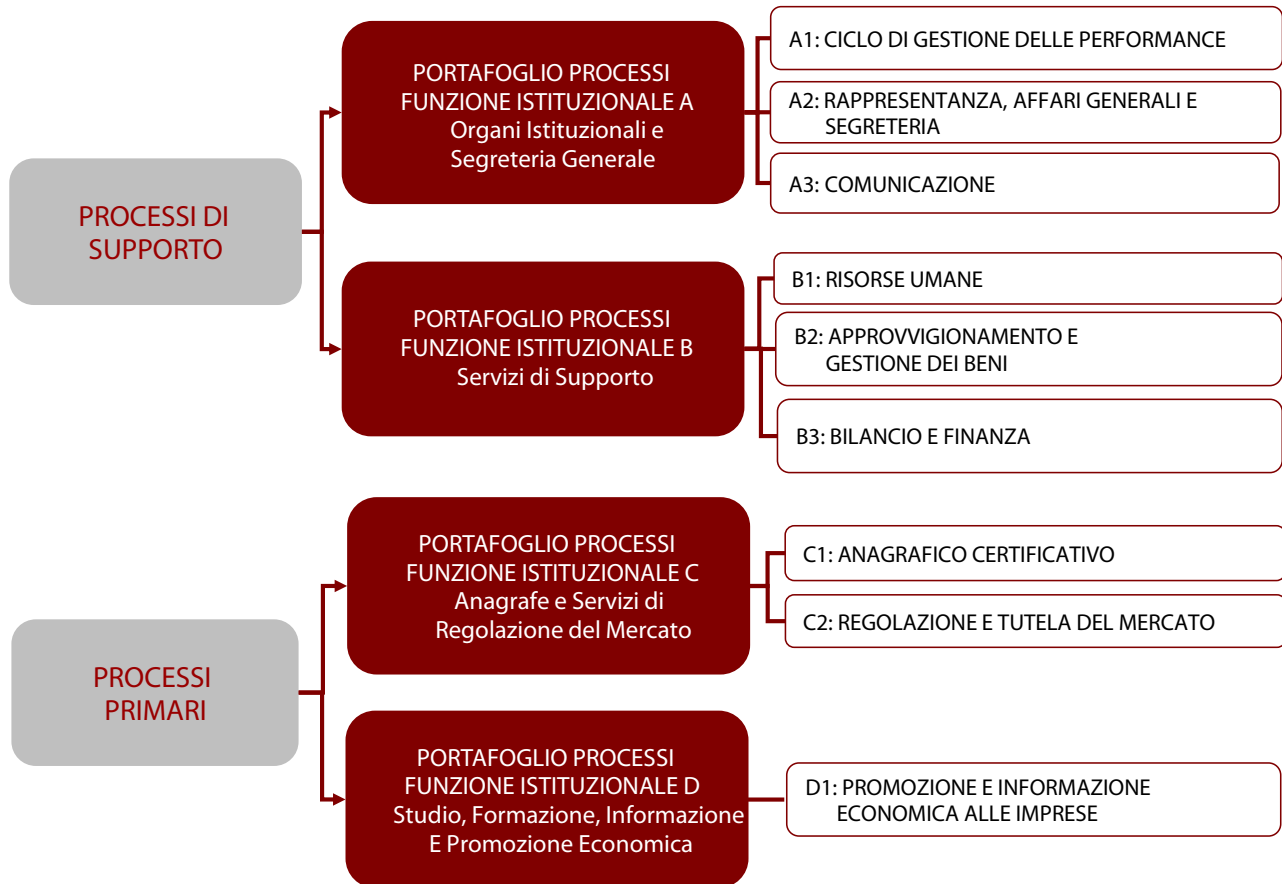 PROCESSI DI
SUPPORTO
PORTAFOGLIO PROCESSI
FUNZIONE ISTITUZIONALE A
Organi Istituzionali e
Segreteria Generale
A1: CICLO DI GESTIONE DELLE PERFORMANCE
A2: RAPPRESENTANZA, AFFARI GENERALI E
SEGRETERIA
A3: COMUNICAZIONE
PORTAFOGLIO PROCESSI
FUNZIONE ISTITUZIONALE B
Servizi di Supporto
B1: RISORSE UMANE
B2: APPROVVIGIONAMENTO E
GESTIONE DEI BENI
B3: BILANCIO E FINANZA
PROCESSI
PRIMARI
PORTAFOGLIO PROCESSI
FUNZIONE ISTITUZIONALE C
Anagrafe e Servizi di
Regolazione del Mercato
C1: ANAGRAFICO CERTIFICATIVO
C2: REGOLAZIONE E TUTELA DEL MERCATO
PORTAFOGLIO PROCESSI
FUNZIONE ISTITUZIONALE D
Studio, Formazione, Informazione
E Promozione Economica
D1: PROMOZIONE E INFORMAZIONE
ECONOMICA ALLE IMPRESE